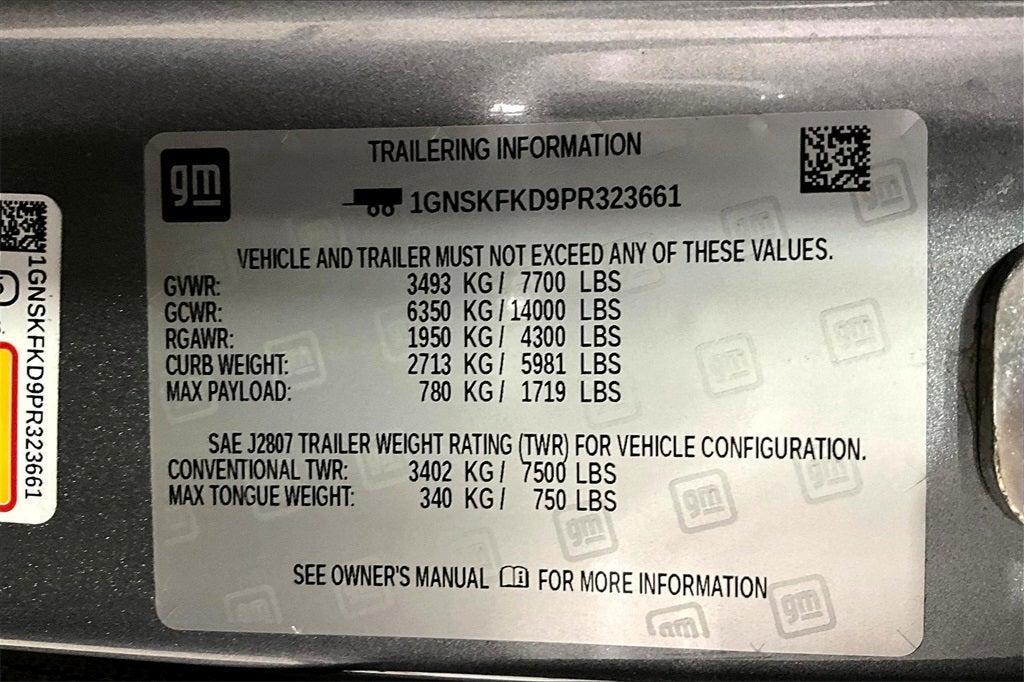 gm
TRAILERING INFORMATION
1GNSKFKD9PR323661
VEHICLE AND TRAILER MUST NOT EXCEED ANY OF THESE VALUES.
GVWR: 3493 KG / 7700 LBS
GCWR: 6350 KG / 14000 LBS
RGAWR: 1950 KG / 4300 LBS
CURB WEIGHT: 2713 KG / 5981 LBS
MAX PAYLOAD: 780 KG / 1719 LBS
SAE J2807 TRAILER WEIGHT RATING (TWR) FOR VEHICLE CONFIGURATION.
CONVENTIONAL TWR: 3402 KG / 7500 LBS
MAX TONGUE WEIGHT: 340 KG / 750 LBS
SEE OWNER'S MANUAL FOR MORE INFORMATION
1GNSKFKD9PR323661